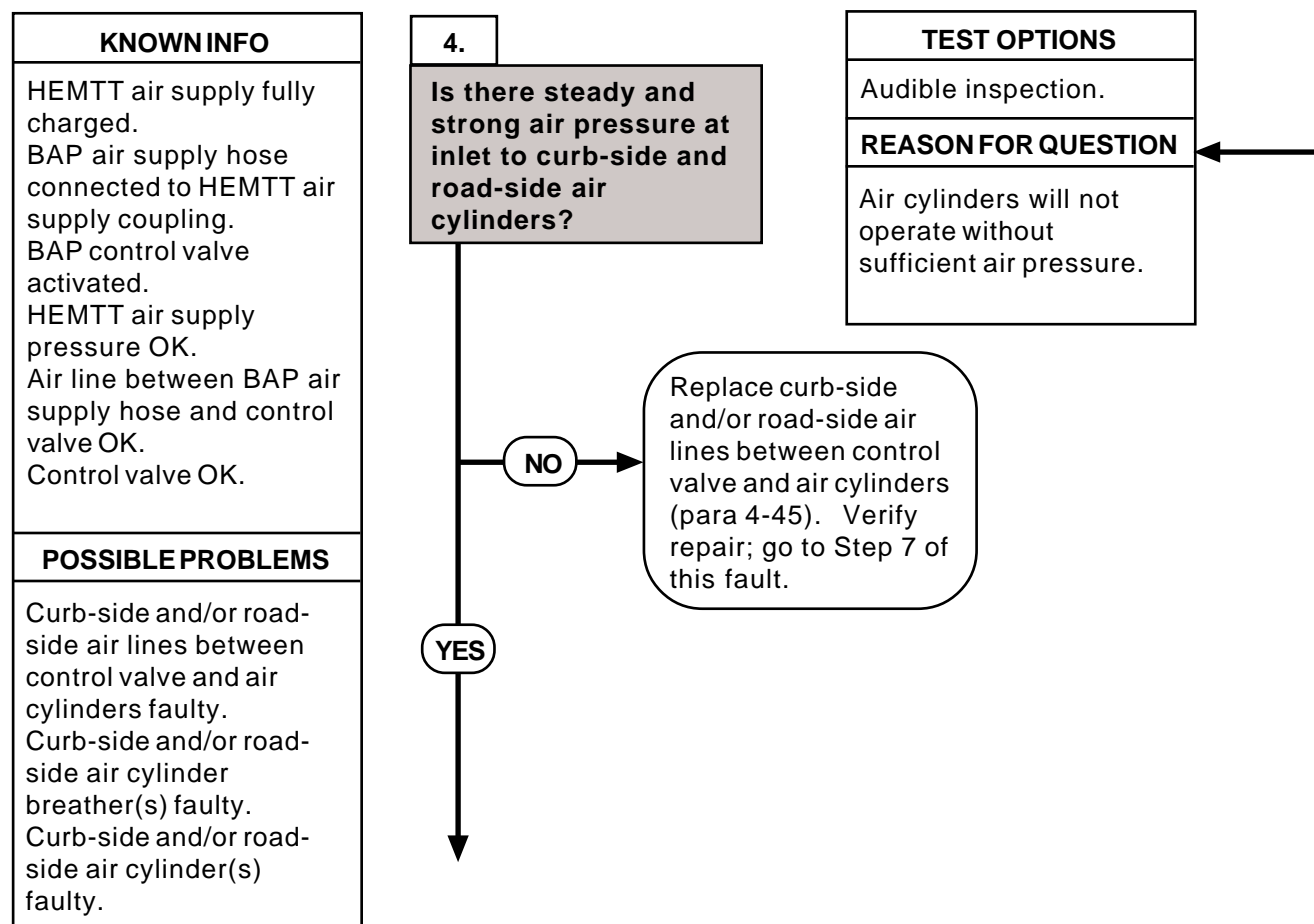 KNOWN INFO
HEMTT air supply fully
charged.
BAP air supply hose
connected to HEMTT air
supply coupling.
BAP control valve
activated.
HEMTT air supply
pressure OK.
Air line between BAP air
supply hose and control
valve OK.
Control valve OK.
POSSIBLE PROBLEMS
Curb-side and/or road-
side air lines between
control valve and air
cylinders faulty.
Curb-side and/or road-
side air cylinder
breather(s) faulty.
Curb-side and/or road-
side air cylinder(s)
faulty.
4.
Is there steady and
strong air pressure at
inlet to curb-side and
road-side air
cylinders?
NO
Replace curb-side
and/or road-side air
lines between control
valve and air cylinders
(para 4-45). Verify
repair; go to Step 7 of
this fault.
YES
TEST OPTIONS
Audible inspection.
REASON FOR QUESTION
Air cylinders will not
operate without
sufficient air pressure.